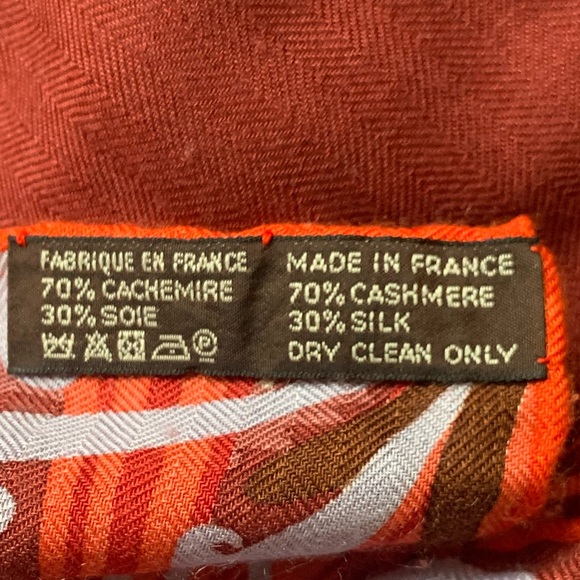 FABRIQUE EN FRANCE
70% CACHEMIRE
30% SOIE
MADE IN FRANCE
70% CASHMERE
30% SILK
DRY CLEAN ONLY